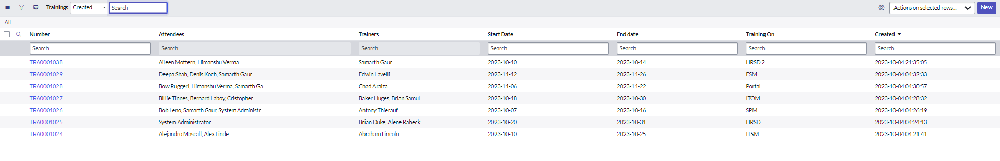 Trainings Created Search Actions on selected rows... New
All
Number Attendees Trainers Start Date End date Training On Created
Search Search Search Search Search Search Search
TRA0001038 Aileen Mottern, Himanshu Verma Samarth Gaur 2023-10-10 2023-10-14 HRSD 2 2023-10-04 21:35:05
TRA0001029 Deepa Shah, Denis Koch, Samarth Gaur Edwin Lavelli 2023-11-12 2023-11-26 FSM 2023-10-04 04:32:33
TRA0001028 Bow Ruggeri, Himanshu Verma, Samarth Ga Chad Araiza 2023-11-06 2023-11-22 Portal 2023-10-04 04:30:57
TRA0001027 Billie Tinnes, Bernard Laboy, Cristopher Baker Huges, Brian Samul 2023-10-18 2023-10-30 ITOM 2023-10-04 04:28:32
TRA0001026 Bob Leno, Samarth Gaur, System Administr Antony Thierauf 2023-10-07 2023-10-16 SPM 2023-10-04 04:26:19
TRA0001025 System Administrator Brian Duke, Alene Rabeck 2023-10-20 2023-10-31 HRSD 2023-10-04 04:24:13
TRA0001024 Alejandro Mascall, Alex Linde Abraham Lincoln 2023-10-10 2023-10-25 ITSM 2023-10-04 04:21:41